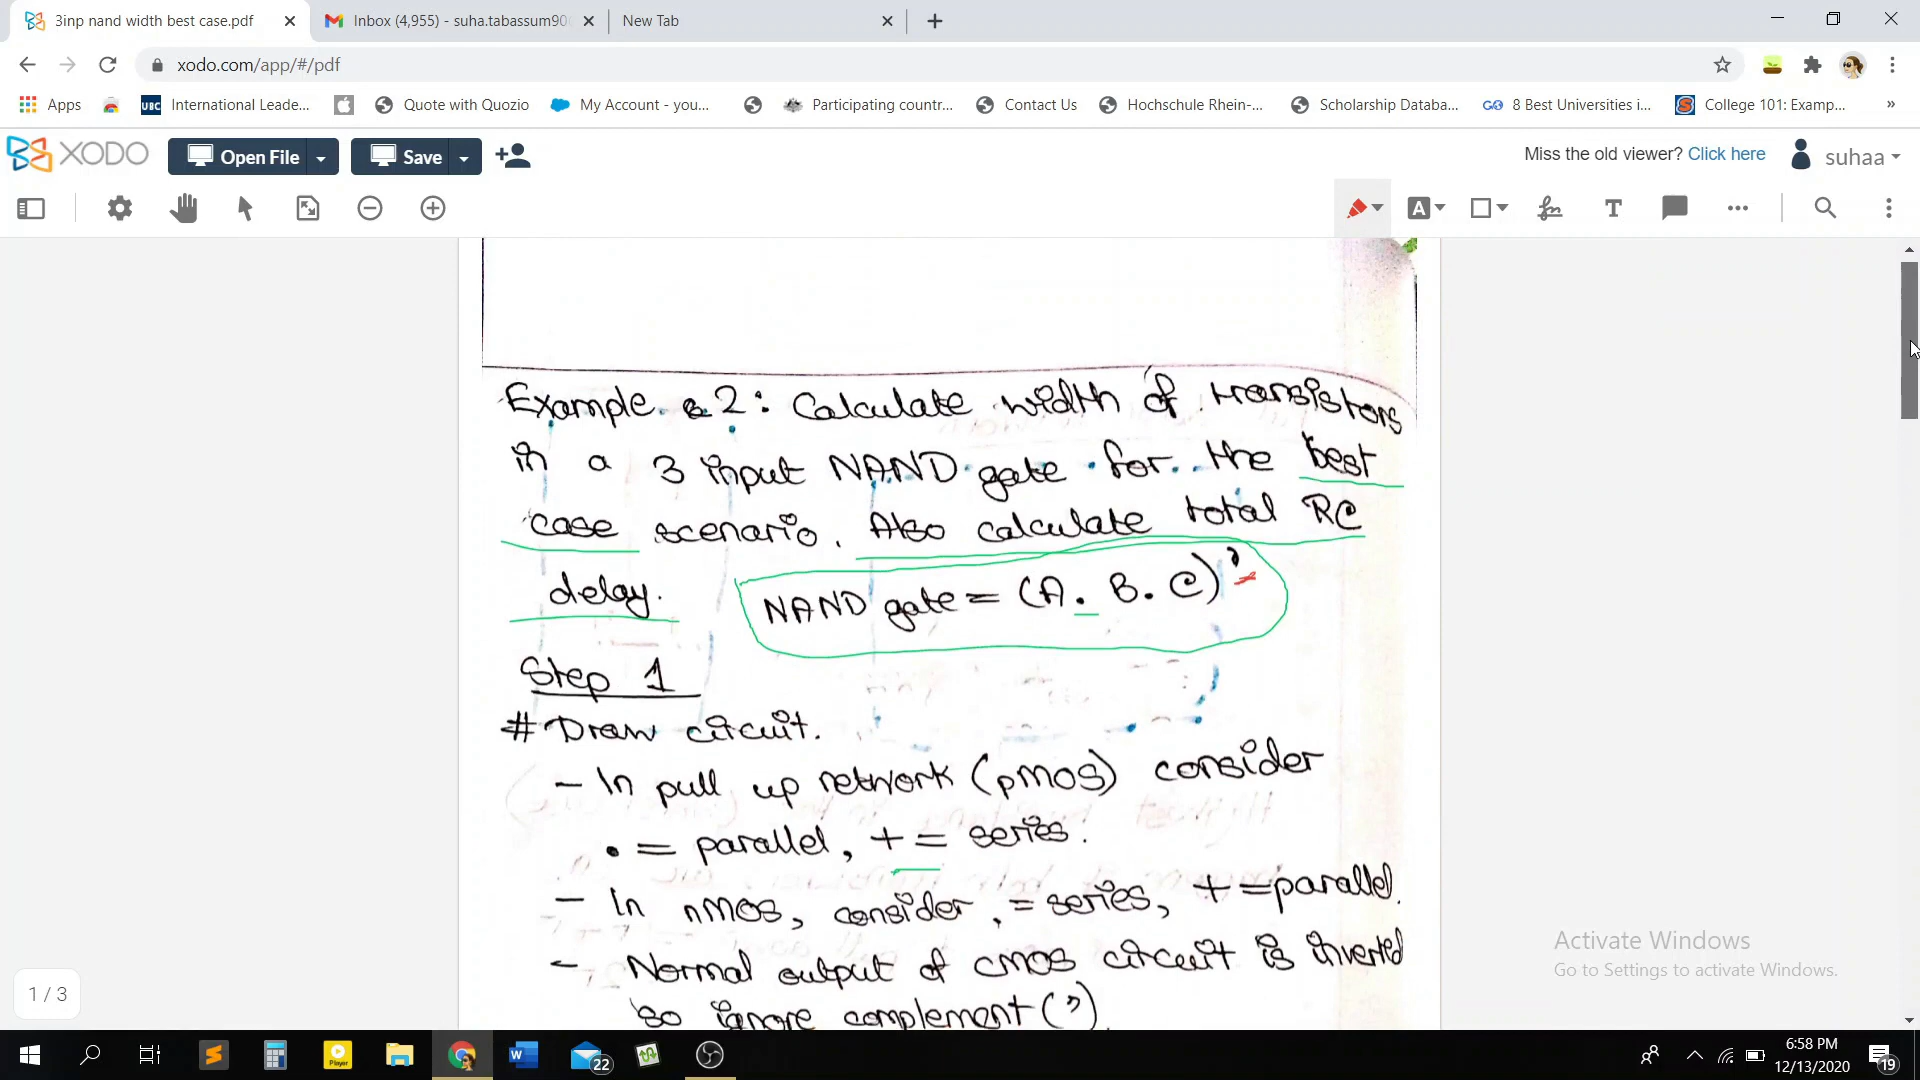 3inp nand width best case.pdf
Inbox (4,955) - suha.tabassum90
New Tab
xodo.com/app/#/pdf
Apps
UBC International Leade...
Quote with Quozio
My Account - you...
Participating countr...
Contact Us
Hochschule Rhein-...
Scholarship Databa...
GO 8 Best Universities i...
S College 101: Examp...
»
XODO
Open File
Save
Miss the old viewer? Click here
suhaa
A
T
Example 2: Calculate width of transistors
in a 3 input NAND gate for the best
case scenario. Also calculate total RC
delay.
NAND gate = (A. B. C)'
Step 1
# Draw circuit.
- In pull up network (pMOS) consider
• = parallel, + = series.
- In nMOS, consider . = series, + = parallel.
- Normal output of CMOS circuit is inverted
so ignore complement (').
1 / 3
Activate Windows
Go to Settings to activate Windows.
Player
W
22
6:58 PM
12/13/2020
19